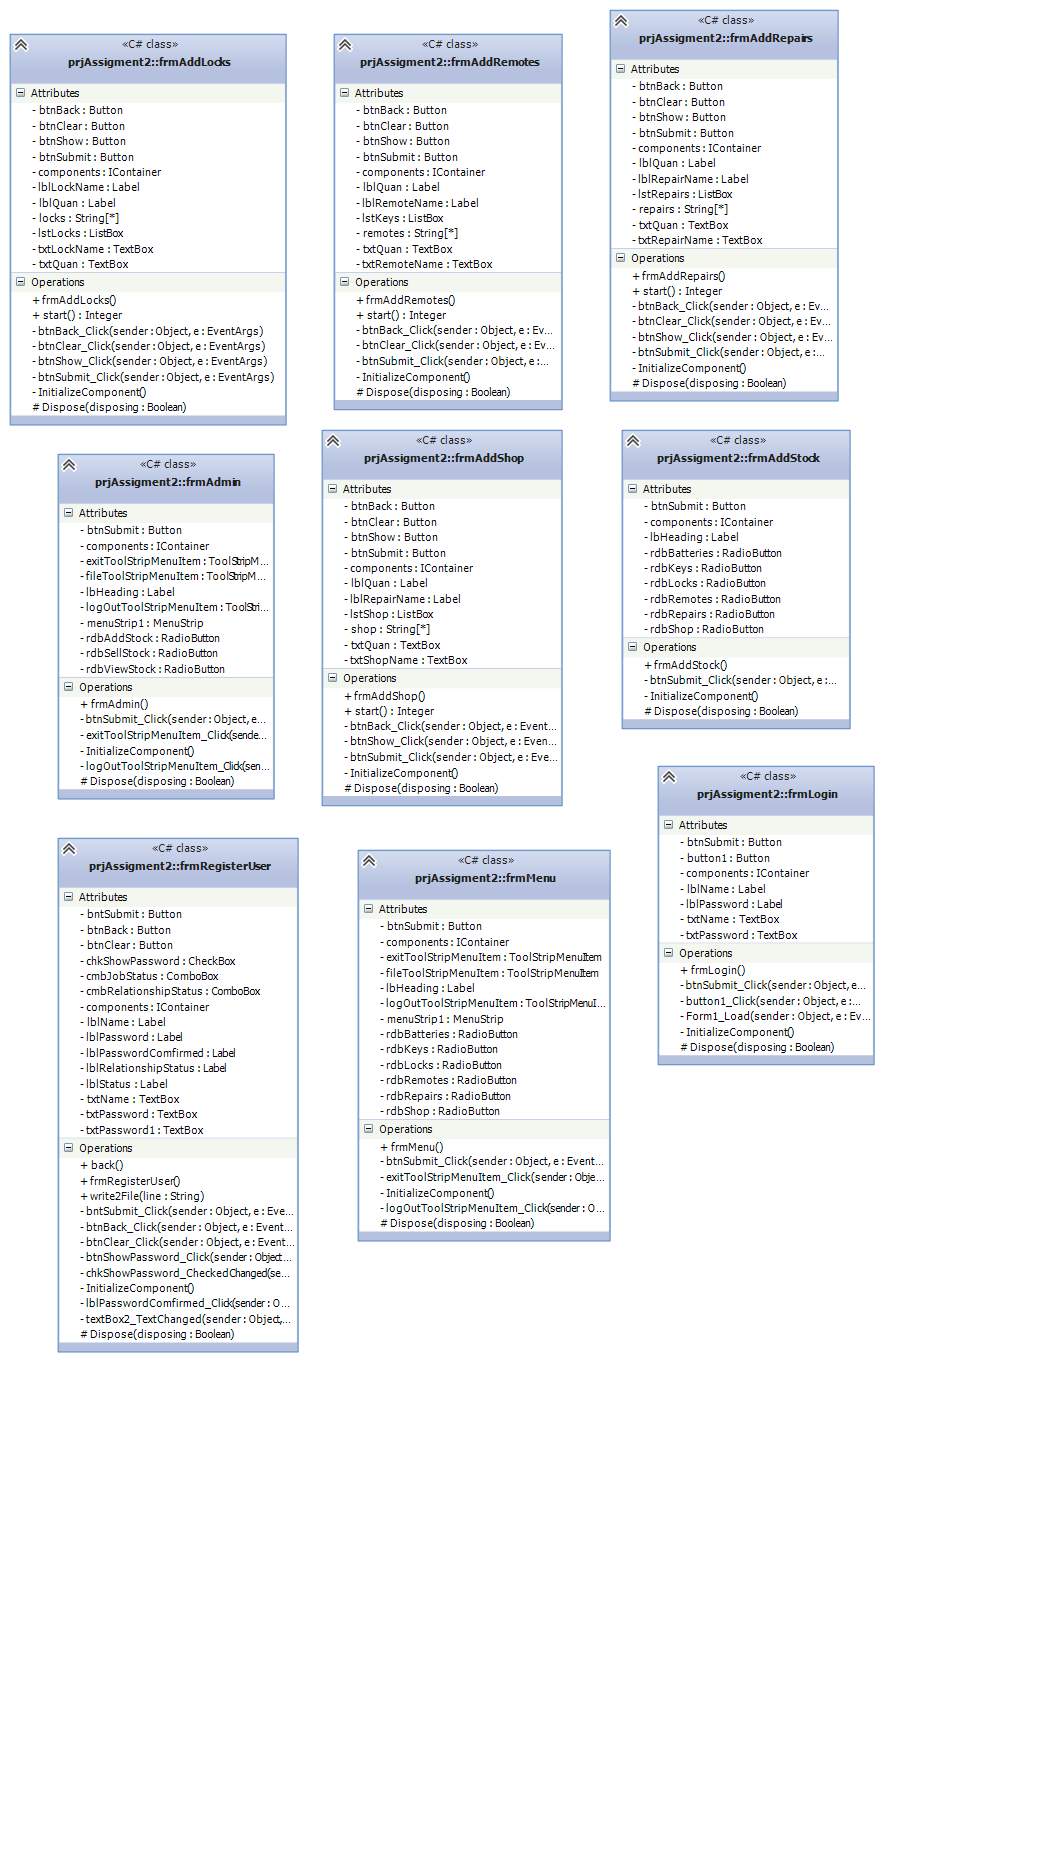 «C# class»
prjAssigment2::frmAddLocks
Attributes
- btnBack : Button
- btnClear : Button
- btnShow : Button
- btnSubmit : Button
- components : IContainer
- lblLockName : Label
- lblQuan : Label
- locks : String[*]
- lstLocks : ListBox
- txtLockName : TextBox
- txtQuan : TextBox
Operations
+ frmAddLocks()
+ start() : Integer
- btnBack_Click(sender : Object, e : EventArgs)
- btnClear_Click(sender : Object, e : EventArgs)
- btnShow_Click(sender : Object, e : EventArgs)
- btnSubmit_Click(sender : Object, e : EventArgs)
- InitializeComponent()
# Dispose(disposing : Boolean)
«C# class»
prjAssigment2::frmAddRemotes
Attributes
- btnBack : Button
- btnClear : Button
- btnShow : Button
- btnSubmit : Button
- components : IContainer
- lblQuan : Label
- lblRemoteName : Label
- lstKeys : ListBox
- remotes : String[*]
- txtQuan : TextBox
- txtRemoteName : TextBox
Operations
+ frmAddRemotes()
+ start() : Integer
- btnBack_Click(sender : Object, e : Ev...
- btnClear_Click(sender : Object, e : Ev...
- btnSubmit_Click(sender : Object, e :...
- InitializeComponent()
# Dispose(disposing : Boolean)
«C# class»
prjAssigment2::frmAddRepairs
Attributes
- btnBack : Button
- btnClear : Button
- btnShow : Button
- btnSubmit : Button
- components : IContainer
- lblQuan : Label
- lblRepairName : Label
- lstRepairs : ListBox
- repairs : String[*]
- txtQuan : TextBox
- txtRepairName : TextBox
Operations
+ frmAddRepairs()
+ start() : Integer
- btnBack_Click(sender : Object, e : Ev...
- btnClear_Click(sender : Object, e : Ev...
- btnShow_Click(sender : Object, e : Ev...
- btnSubmit_Click(sender : Object, e :...
- InitializeComponent()
# Dispose(disposing : Boolean)
«C# class»
prjAssigment2::frmAdmin
Attributes
- btnSubmit : Button
- components : IContainer
- exitToolStripMenuItem : ToolStripM...
- fileToolStripMenuItem : ToolStripM...
- lbHeading : Label
- logOutToolStripMenuItem : ToolStri...
- menuStrip1 : MenuStrip
- rdbAddStock : RadioButton
- rdbSellStock : RadioButton
- rdbViewStock : RadioButton
Operations
+ frmAdmin()
- btnSubmit_Click(sender : Object, e...
- exitToolStripMenuItem_Click(sende...
- InitializeComponent()
- logOutToolStripMenuItem_Click(sen...
# Dispose(disposing : Boolean)
«C# class»
prjAssigment2::frmAddShop
Attributes
- btnBack : Button
- btnClear : Button
- btnShow : Button
- btnSubmit : Button
- components : IContainer
- lblQuan : Label
- lblRepairName : Label
- lstShop : ListBox
- shop : String[*]
- txtQuan : TextBox
- txtShopName : TextBox
Operations
+ frmAddShop()
+ start() : Integer
- btnBack_Click(sender : Object, e : Event...
- btnShow_Click(sender : Object, e : Even...
- btnSubmit_Click(sender : Object, e : Eve...
- InitializeComponent()
# Dispose(disposing : Boolean)
«C# class»
prjAssigment2::frmAddStock
Attributes
- btnSubmit : Button
- components : IContainer
- lbHeading : Label
- rdbBatteries : RadioButton
- rdbKeys : RadioButton
- rdbLocks : RadioButton
- rdbRemotes : RadioButton
- rdbRepairs : RadioButton
- rdbShop : RadioButton
Operations
+ frmAddStock()
- btnSubmit_Click(sender : Object, e :...
- InitializeComponent()
# Dispose(disposing : Boolean)
«C# class»
prjAssigment2::frmLogin
Attributes
- btnSubmit : Button
- button1 : Button
- components : IContainer
- lblName : Label
- lblPassword : Label
- txtName : TextBox
- txtPassword : TextBox
Operations
+ frmLogin()
- btnSubmit_Click(sender : Object, e...
- button1_Click(sender : Object, e :...
- Form1_Load(sender : Object, e : Ev...
- InitializeComponent()
# Dispose(disposing : Boolean)
«C# class»
prjAssigment2::frmRegisterUser
Attributes
- bntSubmit : Button
- btnBack : Button
- btnClear : Button
- chkShowPassword : CheckBox
- cmbJobStatus : ComboBox
- cmbRelationshipStatus : ComboBox
- components : IContainer
- lblName : Label
- lblPassword : Label
- lblPasswordComfirmed : Label
- lblRelationshipStatus : Label
- lblStatus : Label
- txtName : TextBox
- txtPassword : TextBox
- txtPassword1 : TextBox
Operations
+ back()
+ frmRegisterUser()
+ write2File(line : String)
- bntSubmit_Click(sender : Object, e : Eve...
- btnBack_Click(sender : Object, e : Event...
- btnClear_Click(sender : Object, e : Event...
- btnShowPassword_Click(sender : Object...
- chkShowPassword_CheckedChanged(se...
- InitializeComponent()
- lblPasswordComfirmed_Click(sender : O...
- textBox2_TextChanged(sender : Object,...
# Dispose(disposing : Boolean)
«C# class»
prjAssigment2::frmMenu
Attributes
- btnSubmit : Button
- components : IContainer
- exitToolStripMenuItem : ToolStripMenuItem
- fileToolStripMenuItem : ToolStripMenuItem
- lbHeading : Label
- logOutToolStripMenuItem : ToolStripMenuI...
- menuStrip1 : MenuStrip
- rdbBatteries : RadioButton
- rdbKeys : RadioButton
- rdbLocks : RadioButton
- rdbRemotes : RadioButton
- rdbRepairs : RadioButton
- rdbShop : RadioButton
Operations
+ frmMenu()
- btnSubmit_Click(sender : Object, e : Event...
- exitToolStripMenuItem_Click(sender : Obje...
- InitializeComponent()
- logOutToolStripMenuItem_Click(sender : O...
# Dispose(disposing : Boolean)